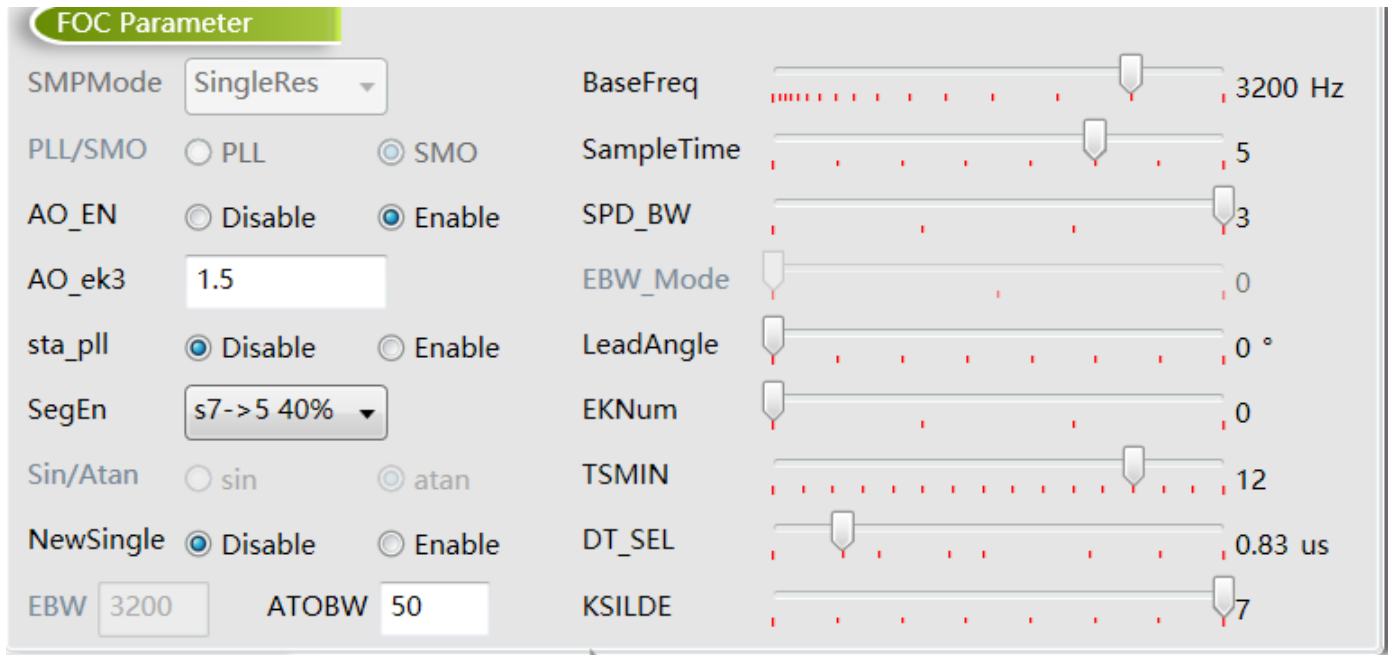 FOC Parameter
SMPMode SingleRes BaseFreq 3200 Hz
PLL/SMO PLL SMO SampleTime 5
AO_EN Disable Enable SPD_BW 3
AO_ek3 1.5 EBW_Mode 0
sta_pll Disable Enable LeadAngle 0 °
SegEn s7->5 40% EKNum 0
Sin/Atan sin atan TSMIN 12
NewSingle Disable Enable DT_SEL 0.83 us
EBW 3200 ATOBW 50 KSILDE 7